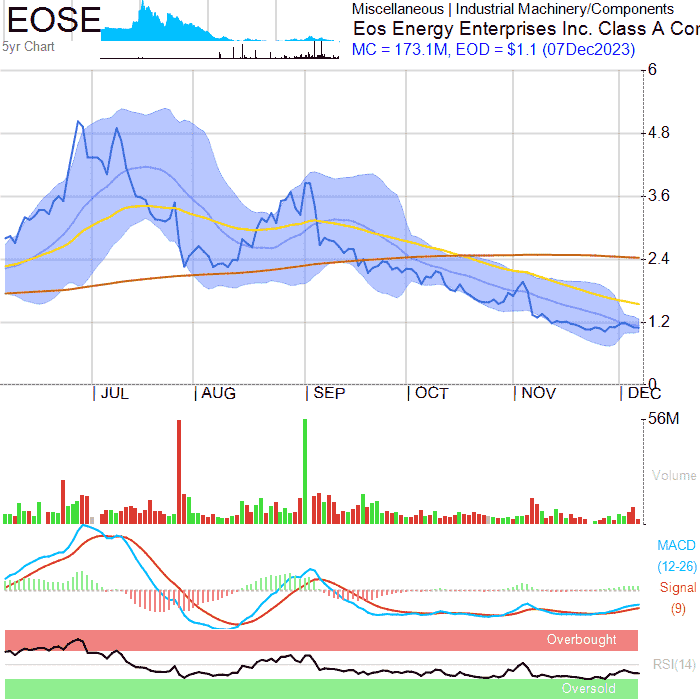 EOSE
5yr Chart
Miscellaneous | Industrial Machinery/Components
Eos Energy Enterprises Inc. Class A Cor
MC = 173.1M, EOD = $1.1 (07Dec2023)
6
4.8
3.6
2.4
1.2
0
JUL AUG SEP OCT NOV DEC
56M
Volume
MACD
(12-26)
Signal
(9)
Overbought
RSI(14)
Oversold